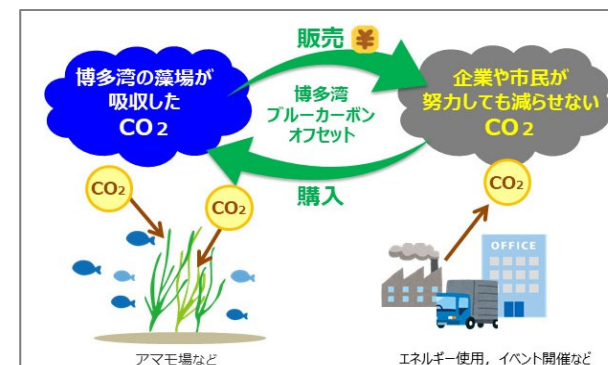 販売 ¥
博多湾の藻場が
吸収した
CO2
博多湾
ブルーカーボン
オフセット
企業や市民が
努力しても減らせない
CO2
購入
CO2
CO2
CO2
OFFICE
アマモ場など
エネルギー使用，イベント開催など